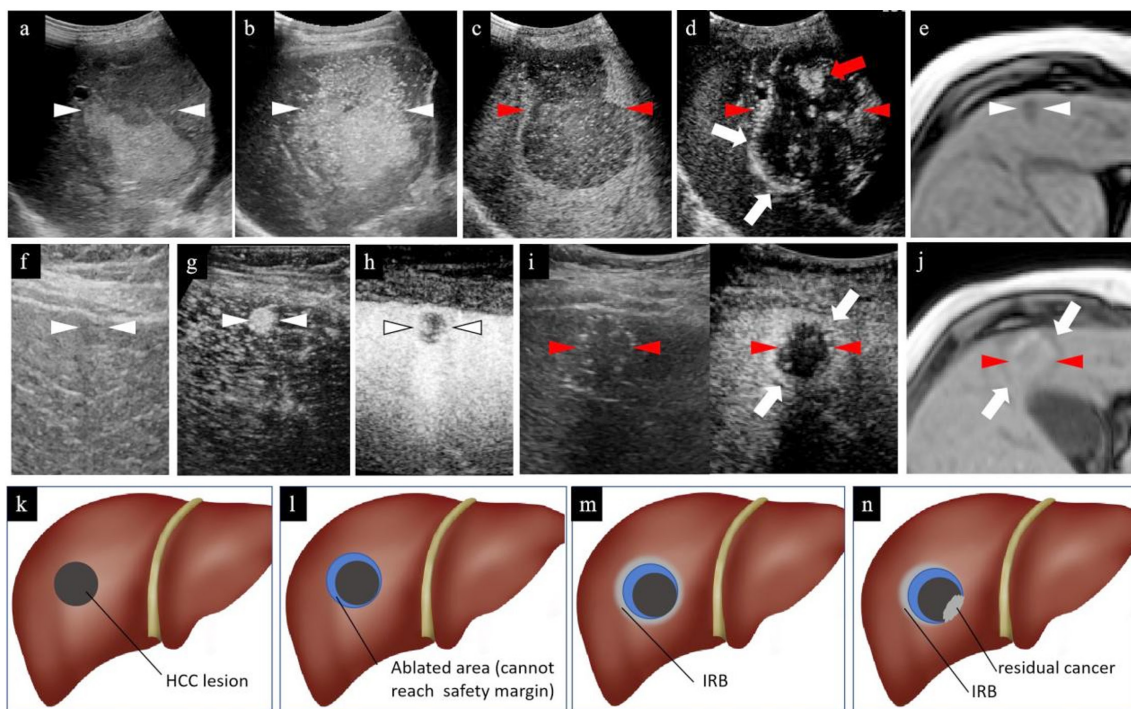 a
b
c
d
e
f
g
h
i
j
k
HCC lesion
l
Ablated area (cannot
reach safety margin)
m
IRB
n
residual cancer
IRB